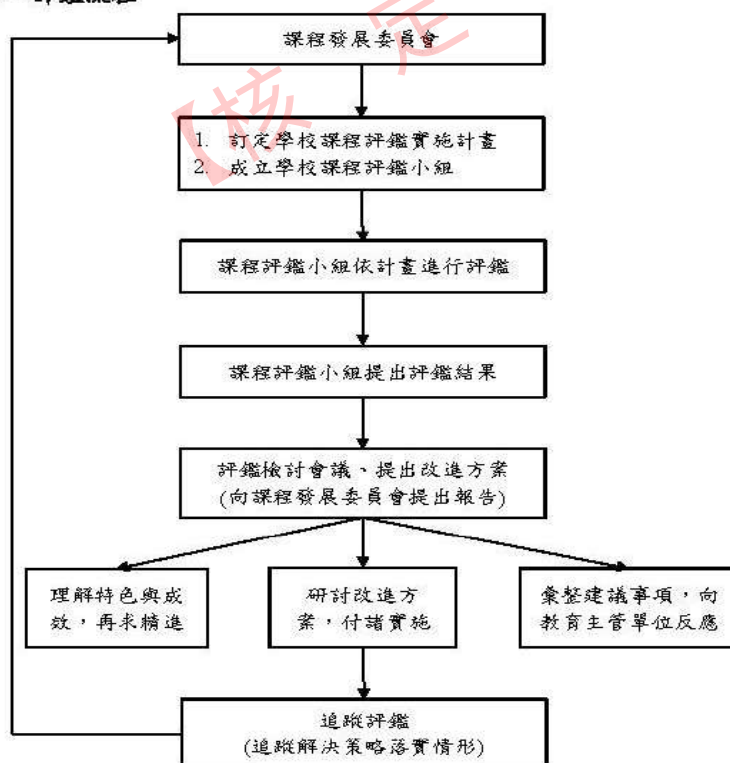 課程發展委員會
【核 定
1. 訂定學校課程評鑑實施計畫
2. 成立學校課程評鑑小組
課程評鑑小組依計畫進行評鑑
課程評鑑小組提出評鑑結果
評鑑檢討會議、提出改進方案
(向課程發展委員會提出報告)
理解特色與成
效，再求精進
研討改進方
案，付諸實施
彙整建議事項，向
教育主管單位反應
追蹤評鑑
(追蹤解決策略落實情形)